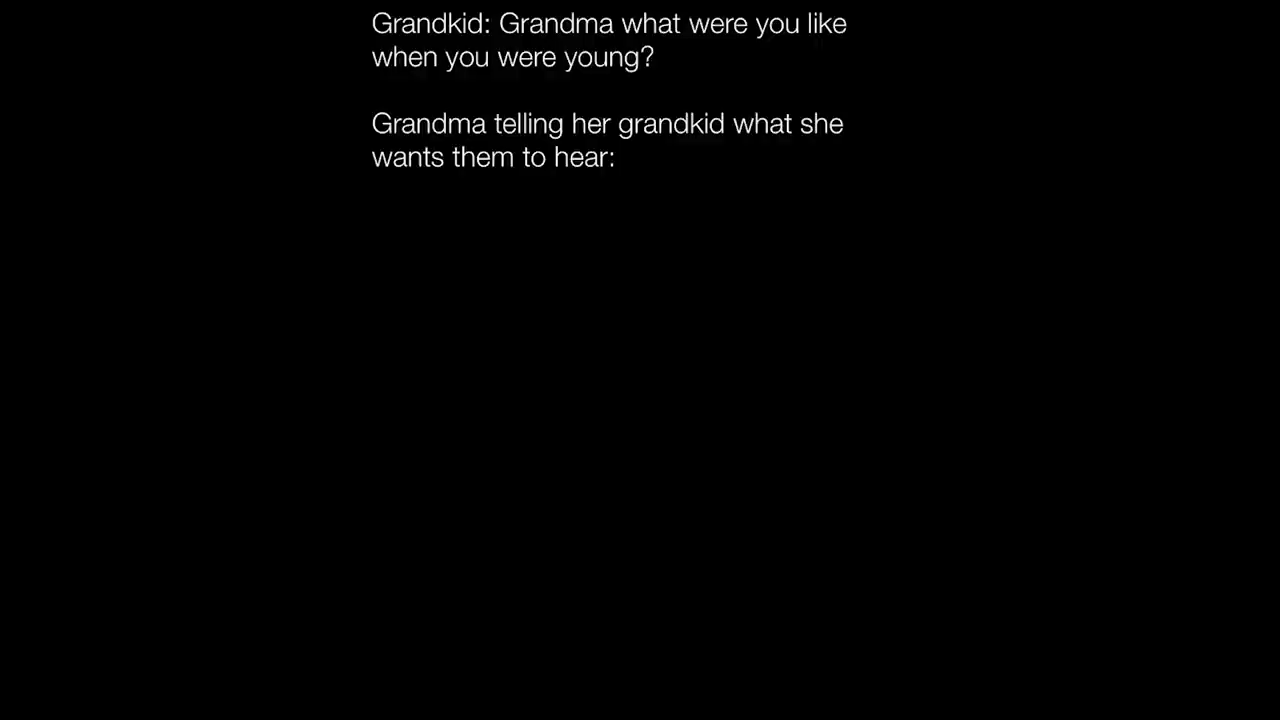 Grandkid: Grandma what were you like
when you were young?
Grandma telling her grandkid what she
wants them to hear: